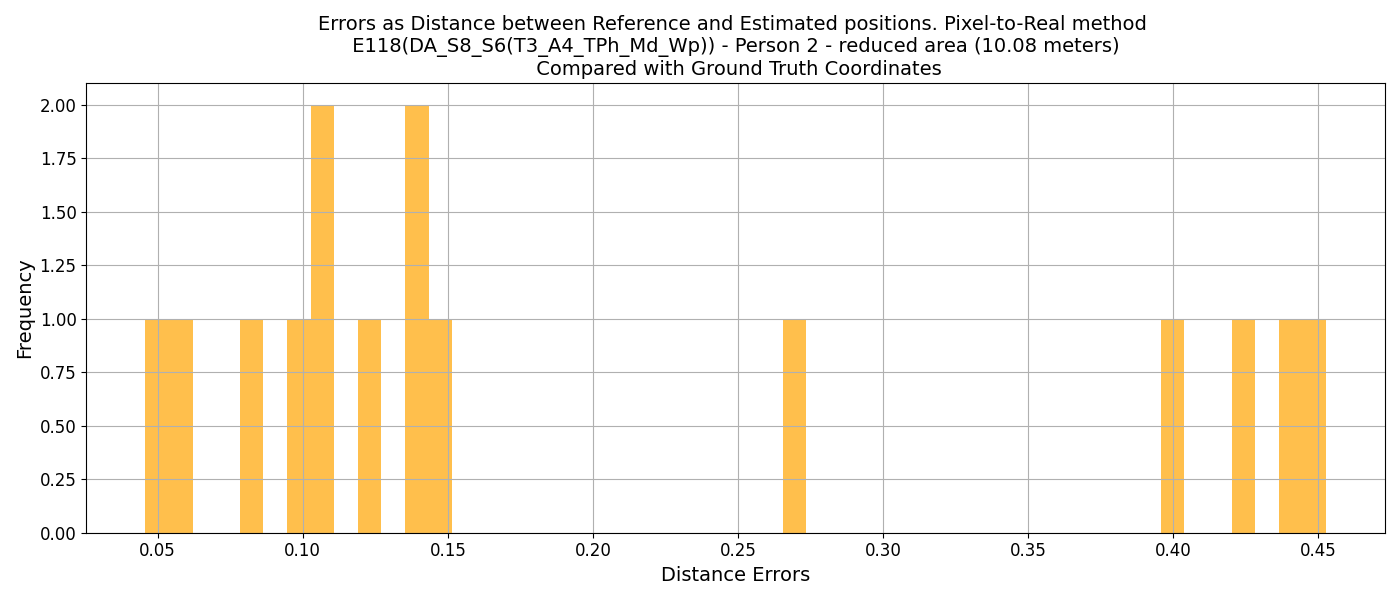 Errors as Distance between Reference and Estimated positions. Pixel-to-Real method
E118(DA_S8_S6(T3_A4_TPh_Md_Wp)) - Person 2 - reduced area (10.08 meters)
Compared with Ground Truth Coordinates
2.00
1.75
1.50
1.25
1.00
0.75
0.50
0.25
0.00
Frequency
0.05 0.10 0.15 0.20 0.25 0.30 0.35 0.40 0.45
Distance Errors